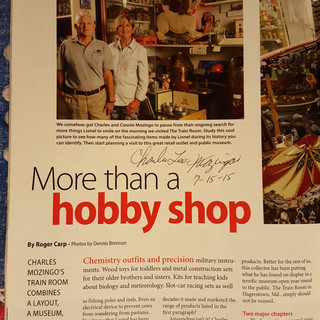 We somehow got Charles and Connie Mozingo to pause from their ongoing search for
more things Lionel to smile on the morning we visited The Train Room. Study this cool
picture to see how many of the fascinating items made by Lionel during its history you
can identify. Then start planning a visit to this great retail outlet and public museum.
Charles Lee Mozingo
7-15-15
More than a
hobby shop
By Roger Carp • Photos by Dennis Brennan
CHARLES
MOZINGO'S
TRAIN ROOM
COMBINES
A LAYOUT,
A MUSEUM,
Chemistry outfits and precision military instru-
ments. Wood toys for toddlers and metal construction sets
for their older brothers and sisters. Kits for teaching kids
about biology and meteorology. Slot-car racing sets as well
as fishing poles and reels. Even an
electrical device to prevent cows
from wandering from pastures.
decades it made and marketed the
range of products listed in the
first paragraph!
products. Better for the rest of us,
this collector has been putting
what he has found on display in a
terrific museum open year-round
to the public. The Train Room in
Hagerstown, Md., simply should
not be missed.
Two major chapters